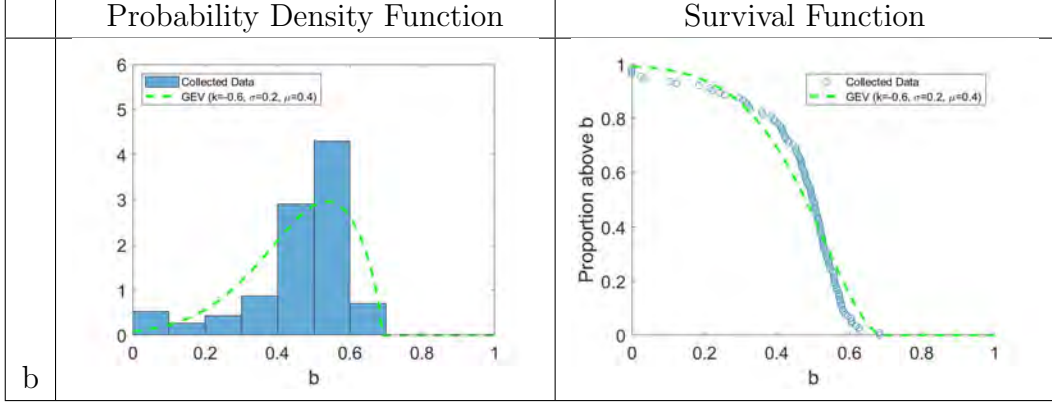 Probability Density Function
Survival Function
b
6
5
4
3
2
1
0
Collected Data
GEV (k=-0.6, σ=0.2, μ=0.4)
0 0.2 0.4 0.6 0.8 1
b
Proportion above b
1
0.8
0.6
0.4
0.2
0
Collected Data
GEV (k=-0.6, σ=0.2, μ=0.4)
0 0.2 0.4 0.6 0.8 1
b